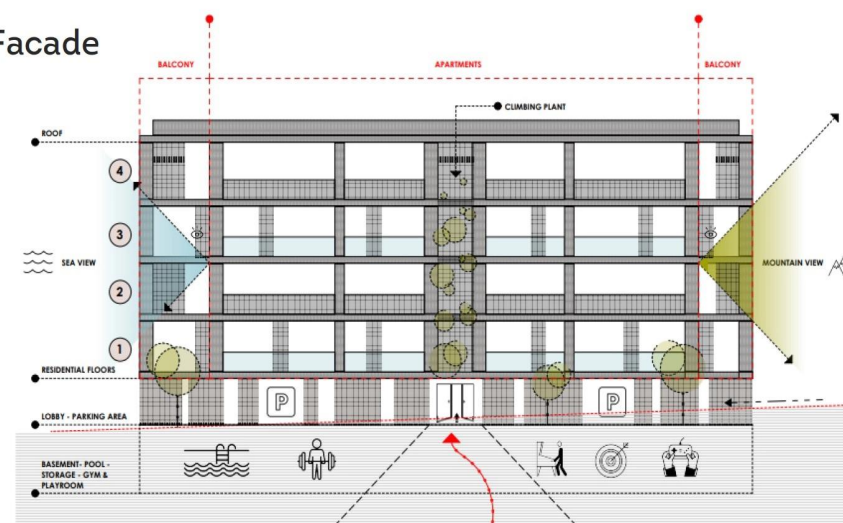 Facade
BALCONY
APARTMENTS
BALCONY
CLIMBING PLANT
ROOF
4
3
SEA VIEW
MOUNTAIN VIEW
2
1
RESIDENTIAL FLOORS
P
P
LOBBY - PARKING AREA
BASEMENT- POOL -
STORAGE - GYM &
PLAYROOM